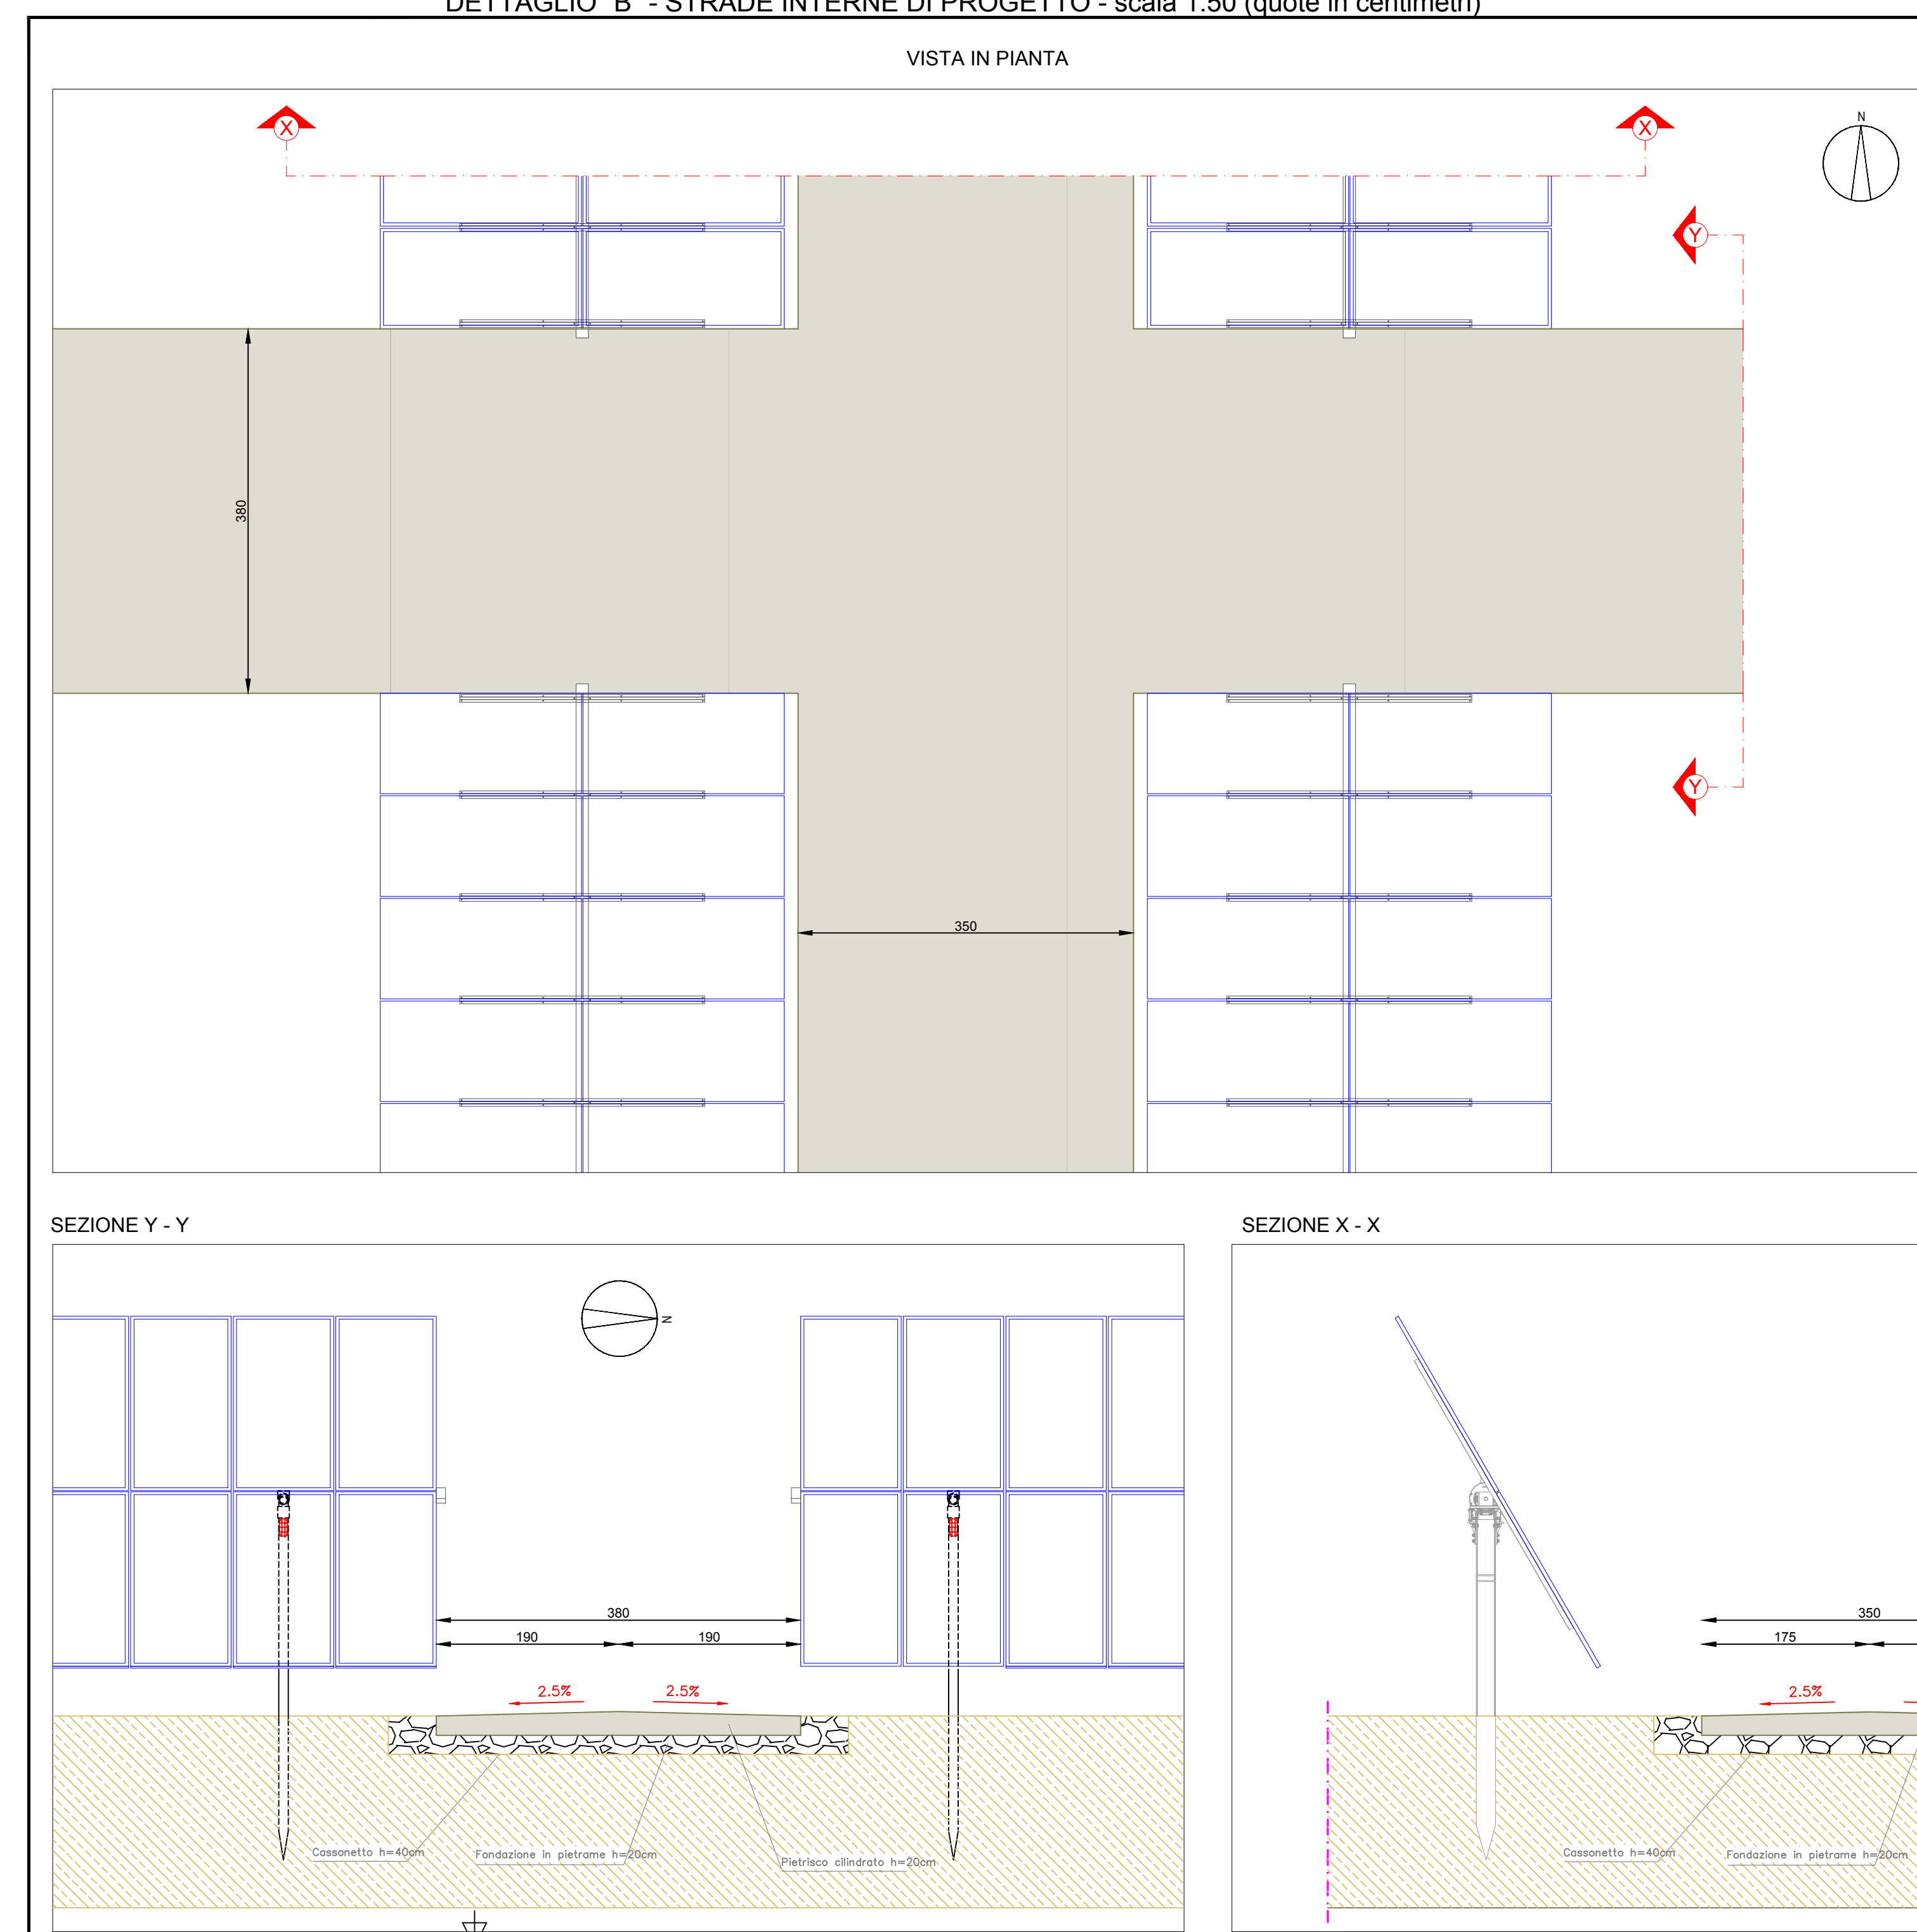 DETTAGLIO "B" - STRADE INTERNE DI PROGETTO - scala 1:50 (quote in centimetri)
VISTA IN PIANTA
X
X
N
Y
380
Y
350
SEZIONE Y - Y
SEZIONE X - X
N
380
190
190
2.5%
2.5%
Cassonetto h=40cm
Fondazione in pietrame h=20cm
Pietrisco cilindrato h=20cm
350
175
2.5%
Cassonetto h=40cm
Fondazione in pietrame h=20cm